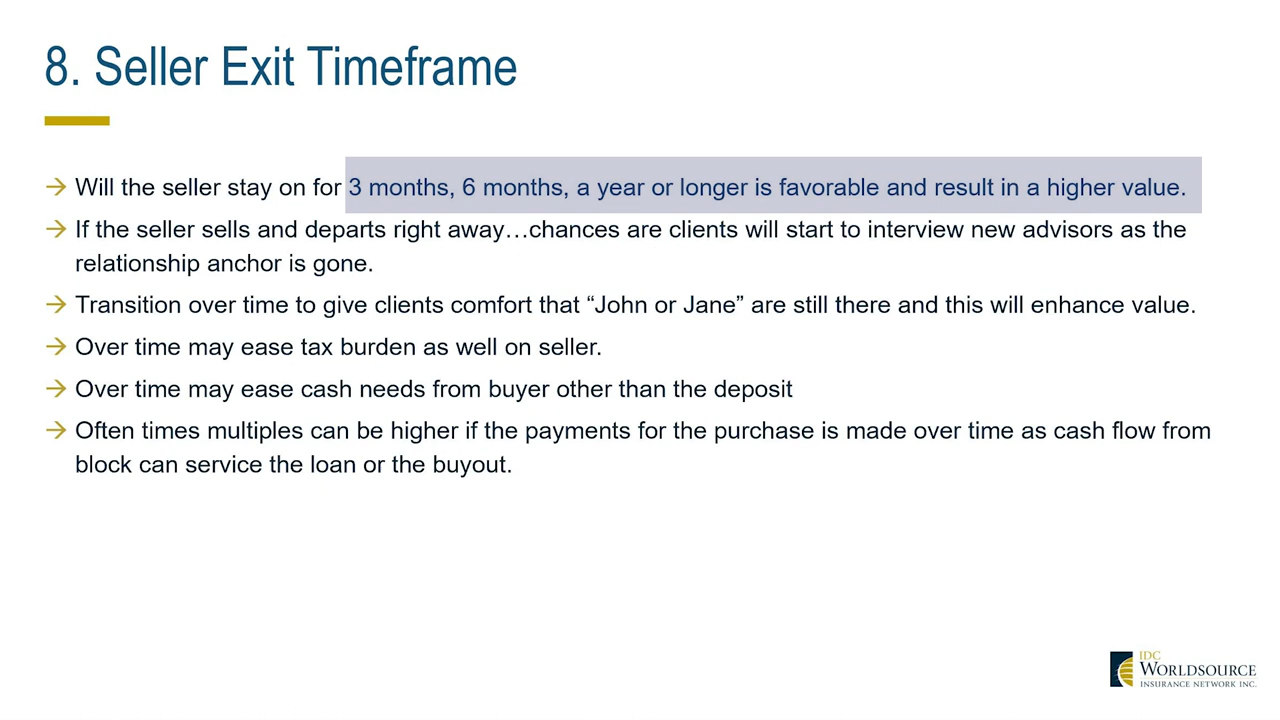 8. Seller Exit Timeframe
→ Will the seller stay on for 3 months, 6 months, a year or longer is favorable and result in a higher value.
→ If the seller sells and departs right away…chances are clients will start to interview new advisors as the
relationship anchor is gone.
→ Transition over time to give clients comfort that “John or Jane” are still there and this will enhance value.
→ Over time may ease tax burden as well on seller.
→ Over time may ease cash needs from buyer other than the deposit
→ Often times multiples can be higher if the payments for the purchase is made over time as cash flow from
block can service the loan or the buyout.
IDC
WORLDSOURCE
INSURANCE NETWORK INC.